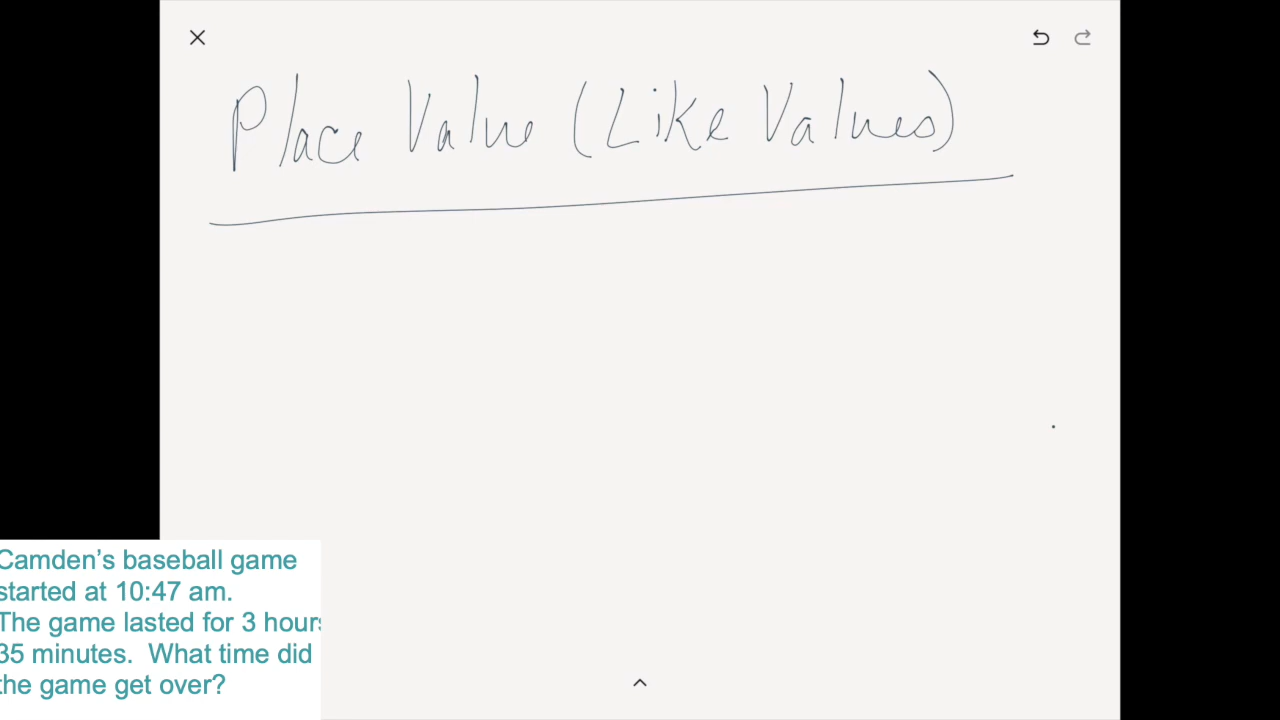 Place Value (Like Values)
Camden's baseball game
started at 10:47 am.
The game lasted for 3 hours
35 minutes.  What time did
the game get over?